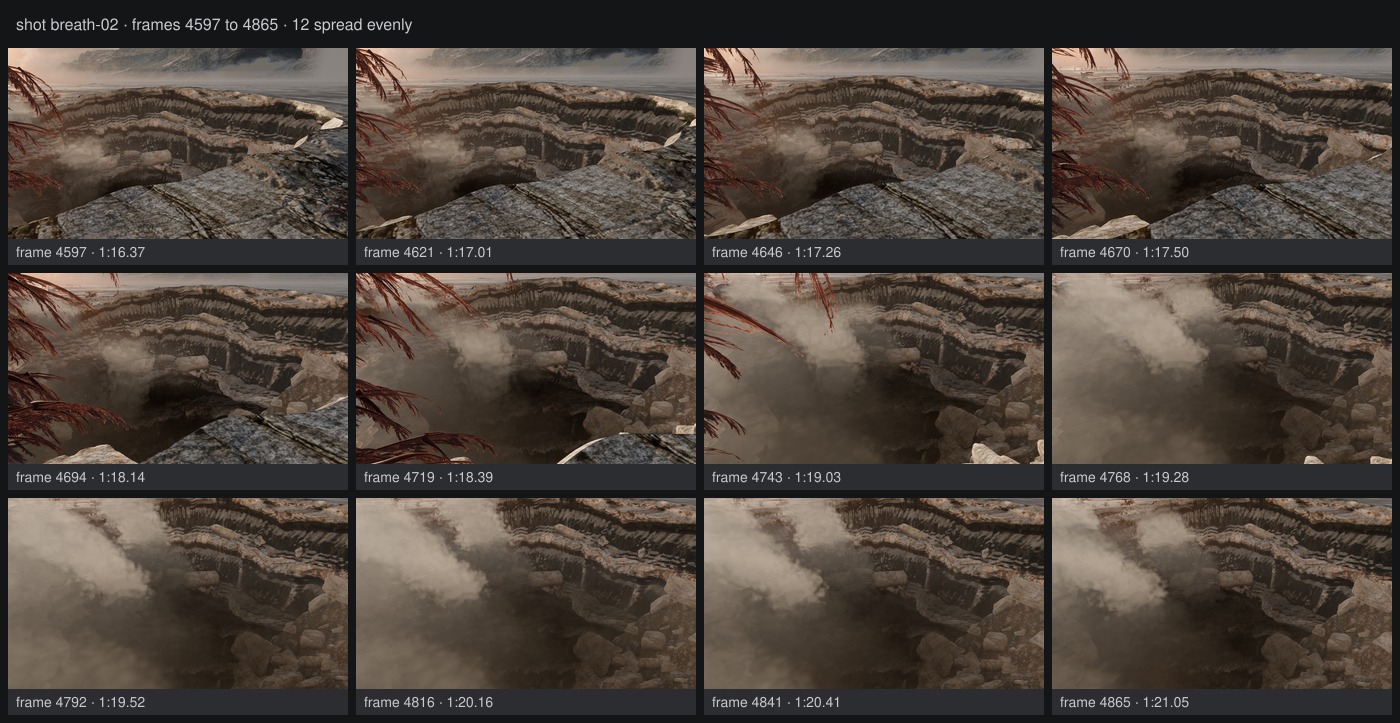 shot breath-02 · frames 4597 to 4865 · 12 spread evenly
frame 4597 · 1:16.37
frame 4621 · 1:17.01
frame 4646 · 1:17.26
frame 4670 · 1:17.50
frame 4694 · 1:18.14
frame 4719 · 1:18.39
frame 4743 · 1:19.03
frame 4768 · 1:19.28
frame 4792 · 1:19.52
frame 4816 · 1:20.16
frame 4841 · 1:20.41
frame 4865 · 1:21.05